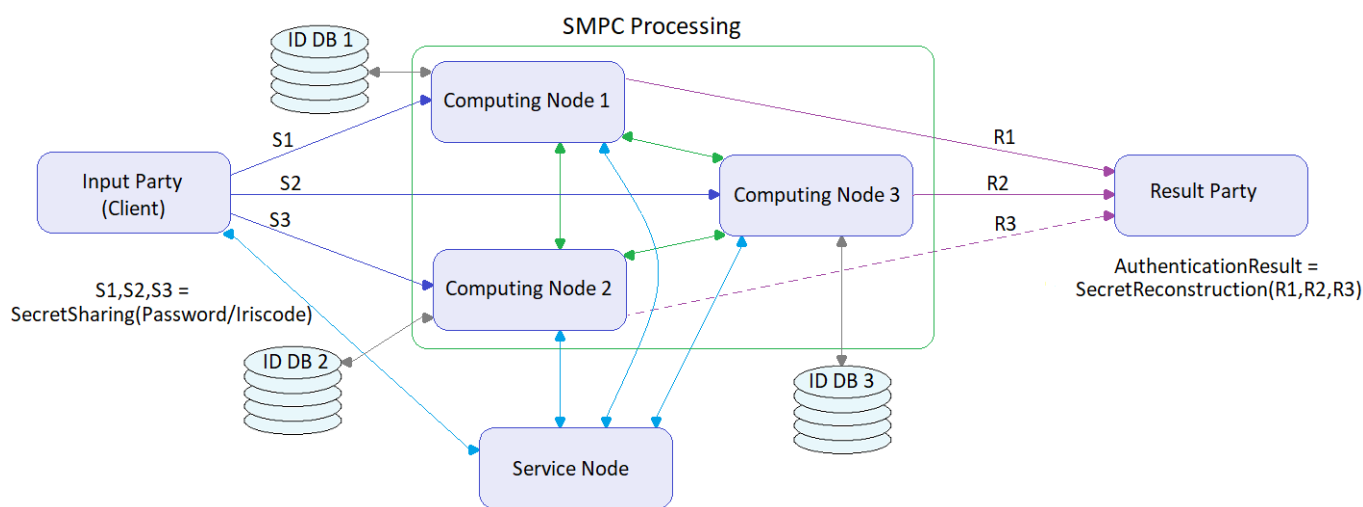 SMPC Processing
ID DB 1
Computing Node 1
S1
R1
Input Party
(Client)
S2
Computing Node 3
R2
Result Party
S3
R3
Computing Node 2
S1,S2,S3 =
SecretSharing(Password/Iriscode)
AuthenticationResult =
SecretReconstruction(R1,R2,R3)
ID DB 2
ID DB 3
Service Node